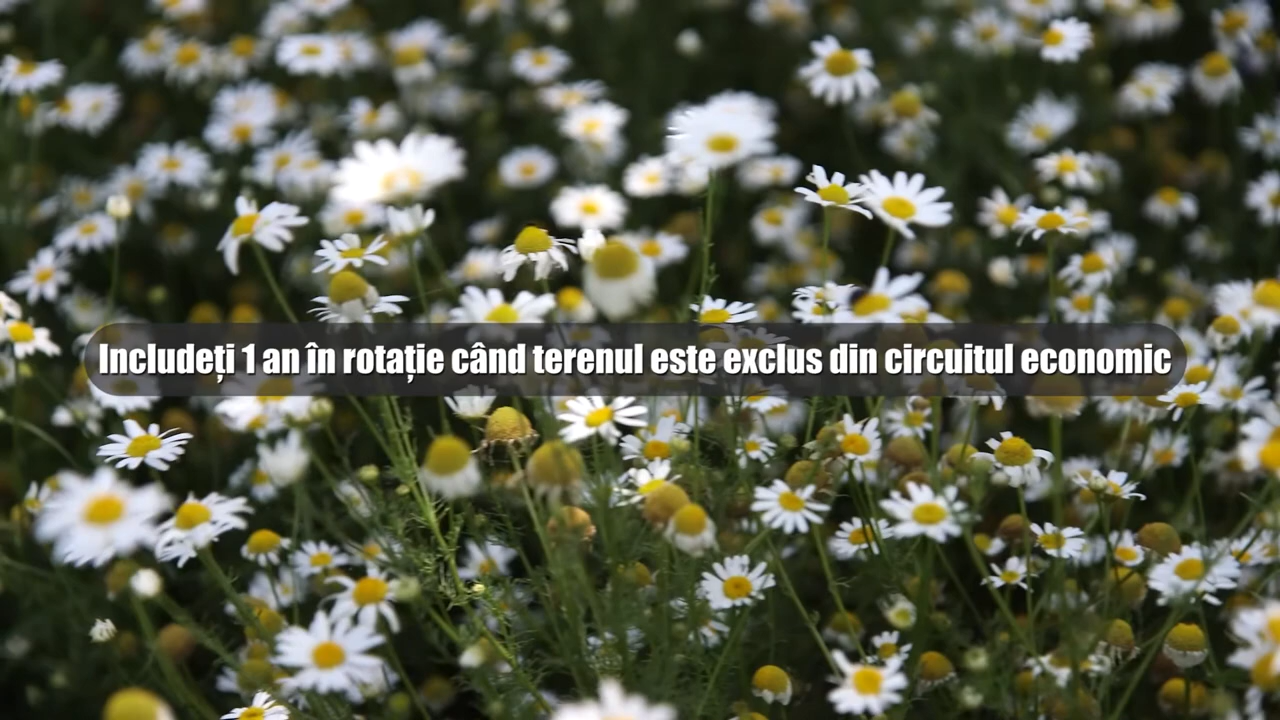 Includeți 1 an în rotație când terenul este exclus din circuitul economic